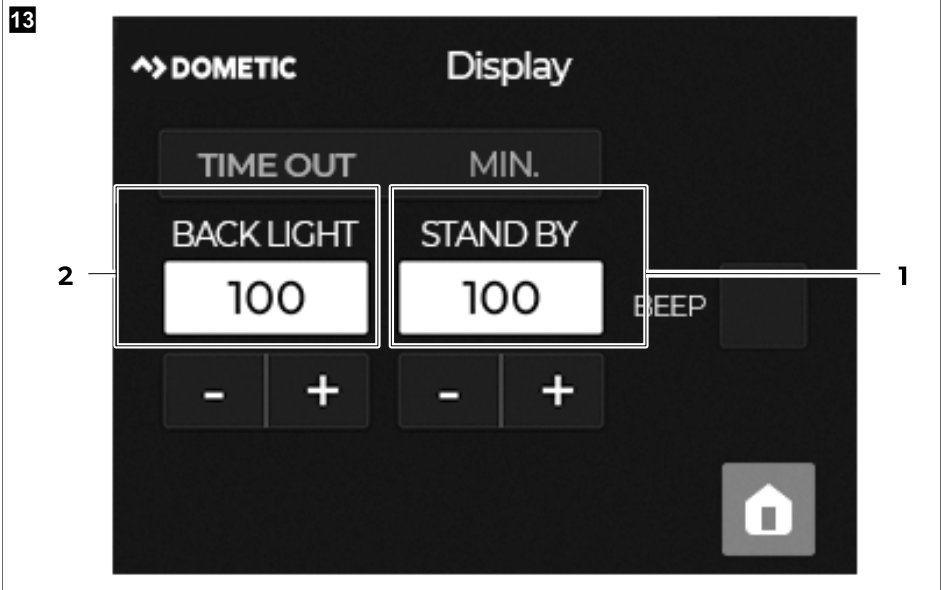 13
DOMETIC Display
TIME OUT MIN.
BACK LIGHT STAND BY
2 100 100 BEEP 1
- + - +